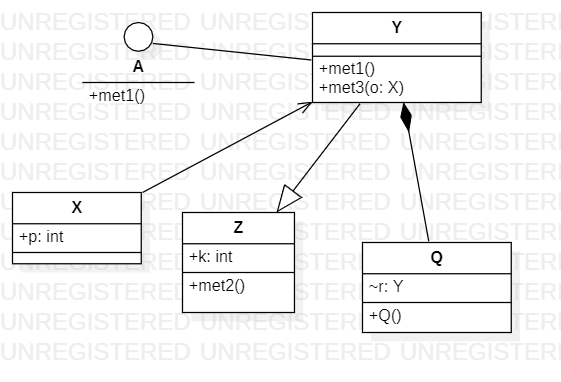 UNREGISTERED UNREGISTERED UNREGISTERED
A
+met1()
Y
+met1()
+met3(o: X)
X
+p: int
Z
+k: int
+met2()
Q
~r: Y
+Q()